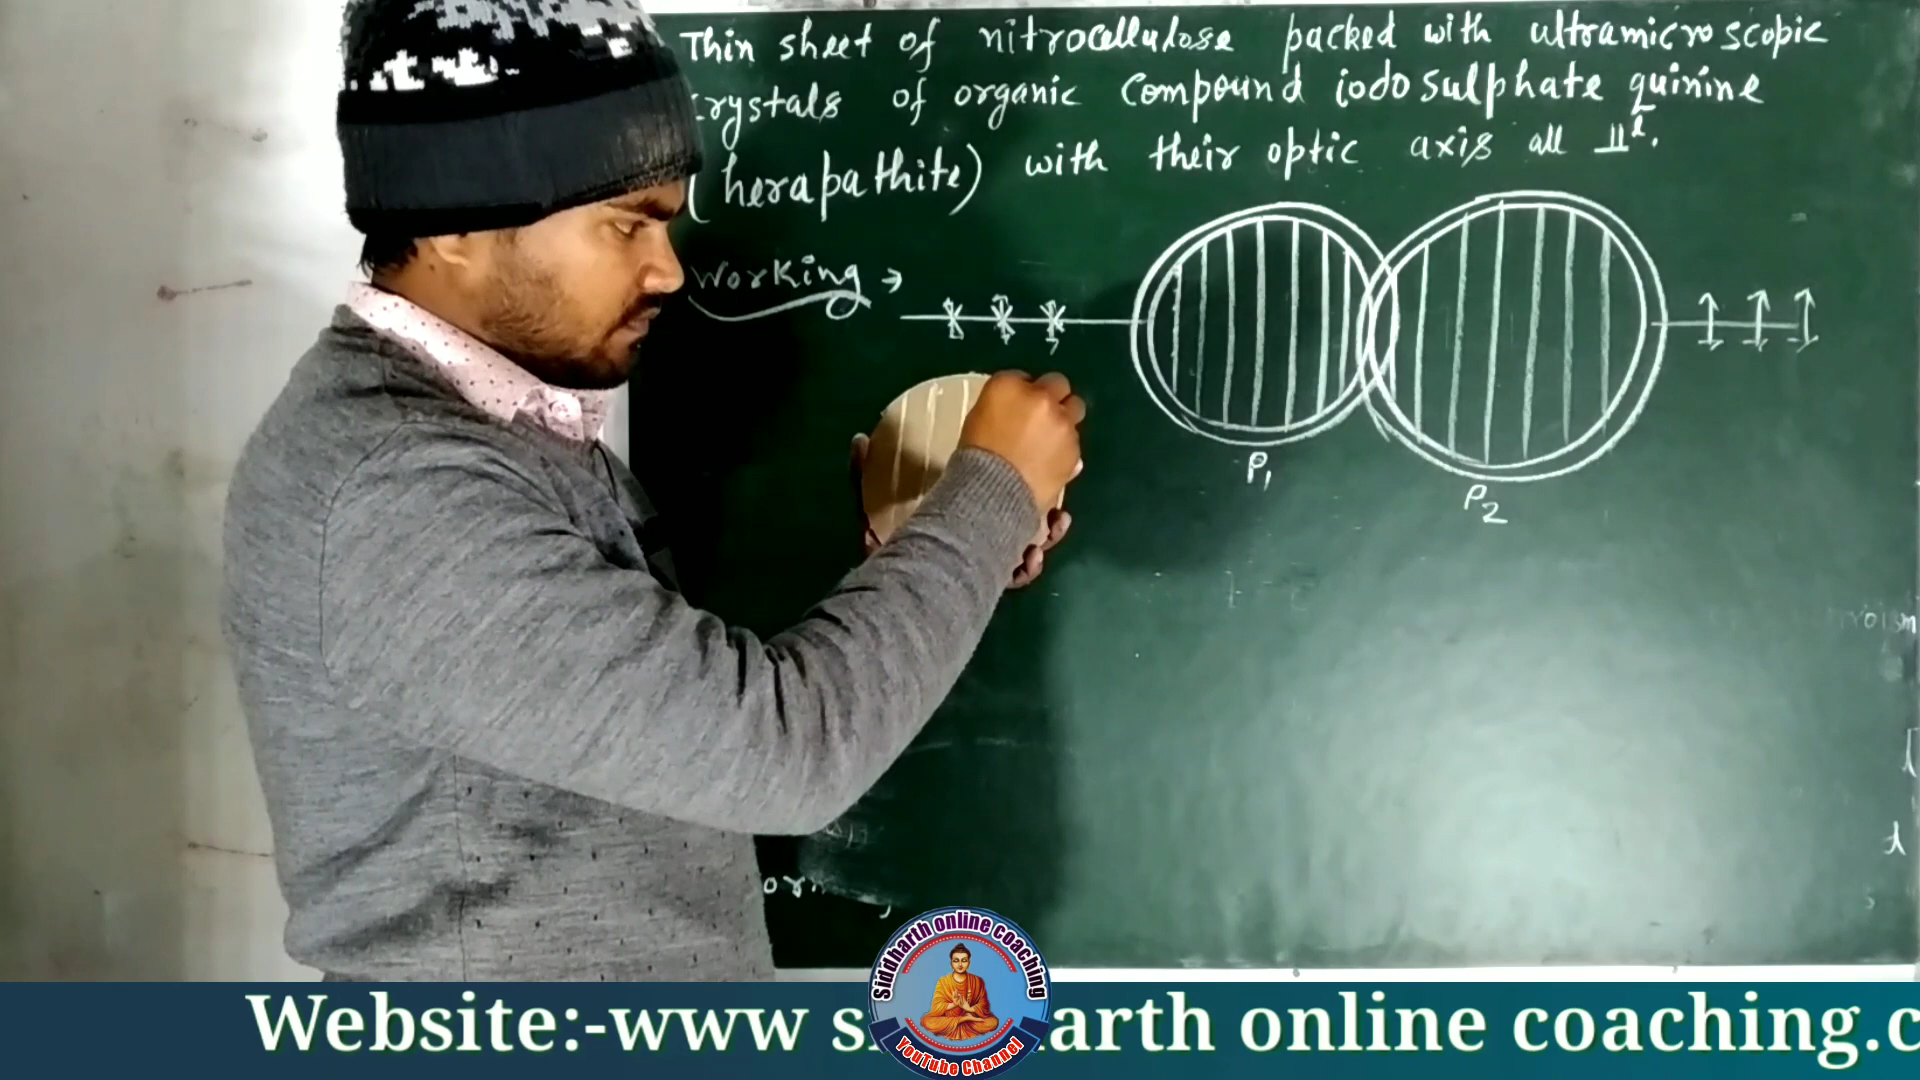 Thin sheet of nitrocellulose packed with ultramicroscopic
crystals of organic compound iodosulphate quinine
(herapathite) with their optic axis all 11l.
Working →
P1
P2
Siddharth online coaching
YouTube Channel
Website:-www s arth online coaching.c